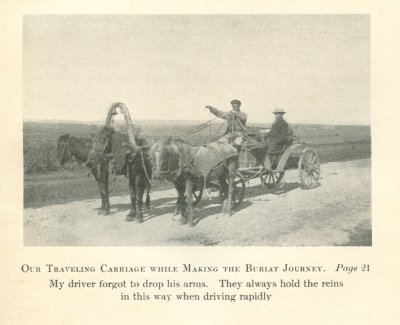 Our Traveling Carriage while Making the Buriat Journey. Page 21
My driver forgot to drop his arms. They always hold the reins
in this way when driving rapidly